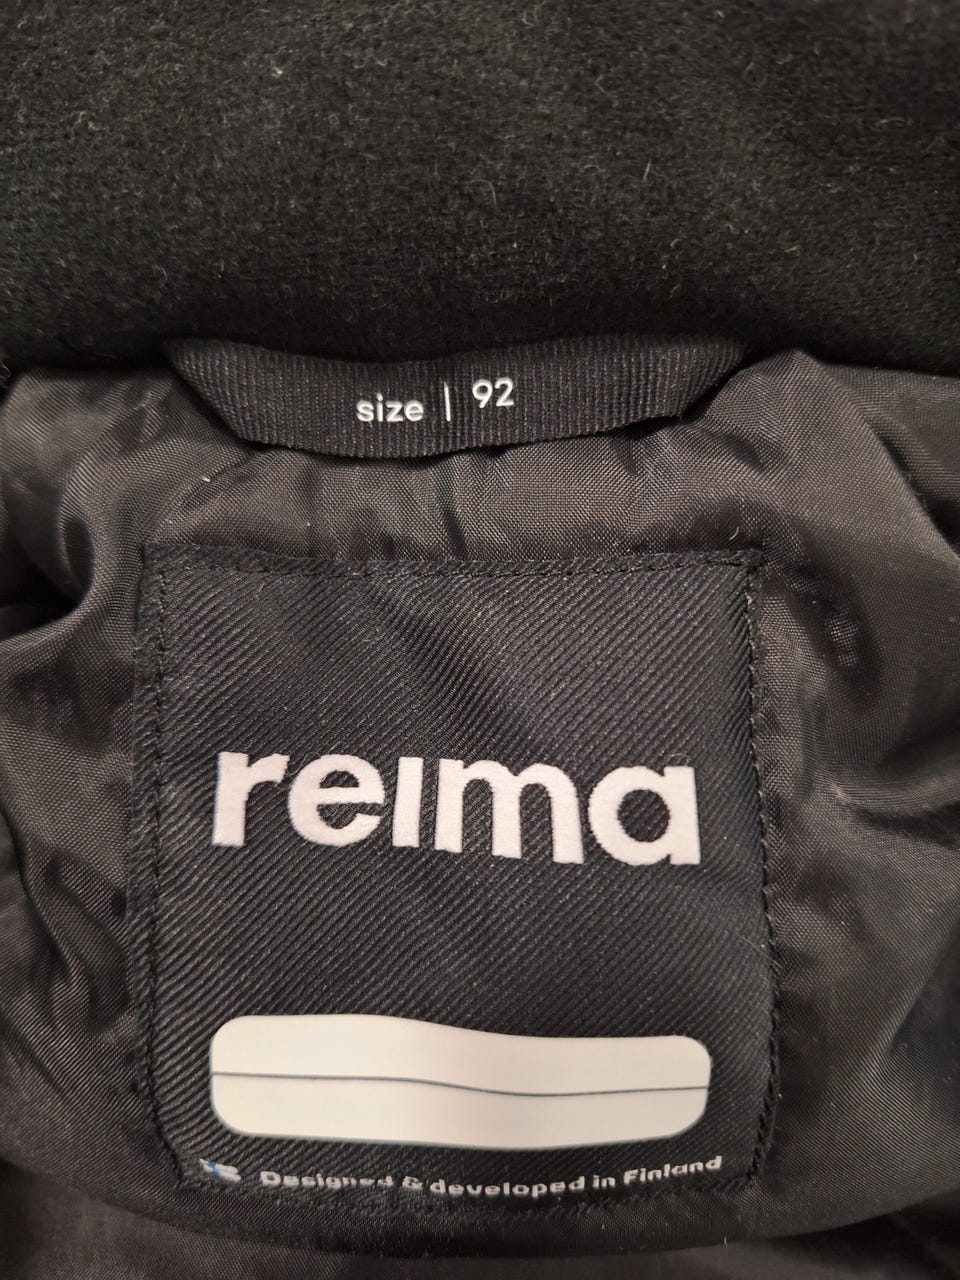 size | 92
reima
Designed & developed in Finland